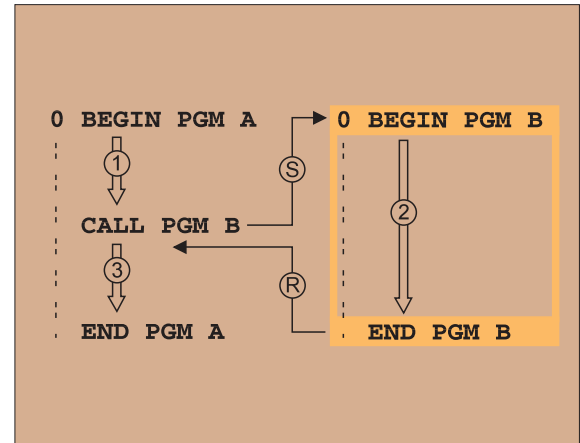 0 BEGIN PGM A
1
CALL PGM B
3
END PGM A
S
R
0 BEGIN PGM B
2
END PGM B